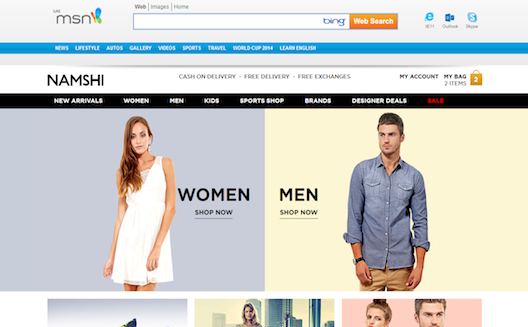 UAE
msn
Web | Images | Home
bing
Web Search
IE11
Outlook
Skype
NEWS LIFESTYLE AUTOS GALLERY VIDEOS SPORTS TRAVEL WORLD CUP 2014 LEARN ENGLISH
NAMSHI
CASH ON DELIVERY - FREE DELIVERY - FREE EXCHANGES
MY ACCOUNT MY BAG
2 ITEMS
2
NEW ARRIVALS WOMEN MEN KIDS SPORTS SHOP BRANDS DESIGNER DEALS SALE
WOMEN
SHOP NOW
MEN
SHOP NOW